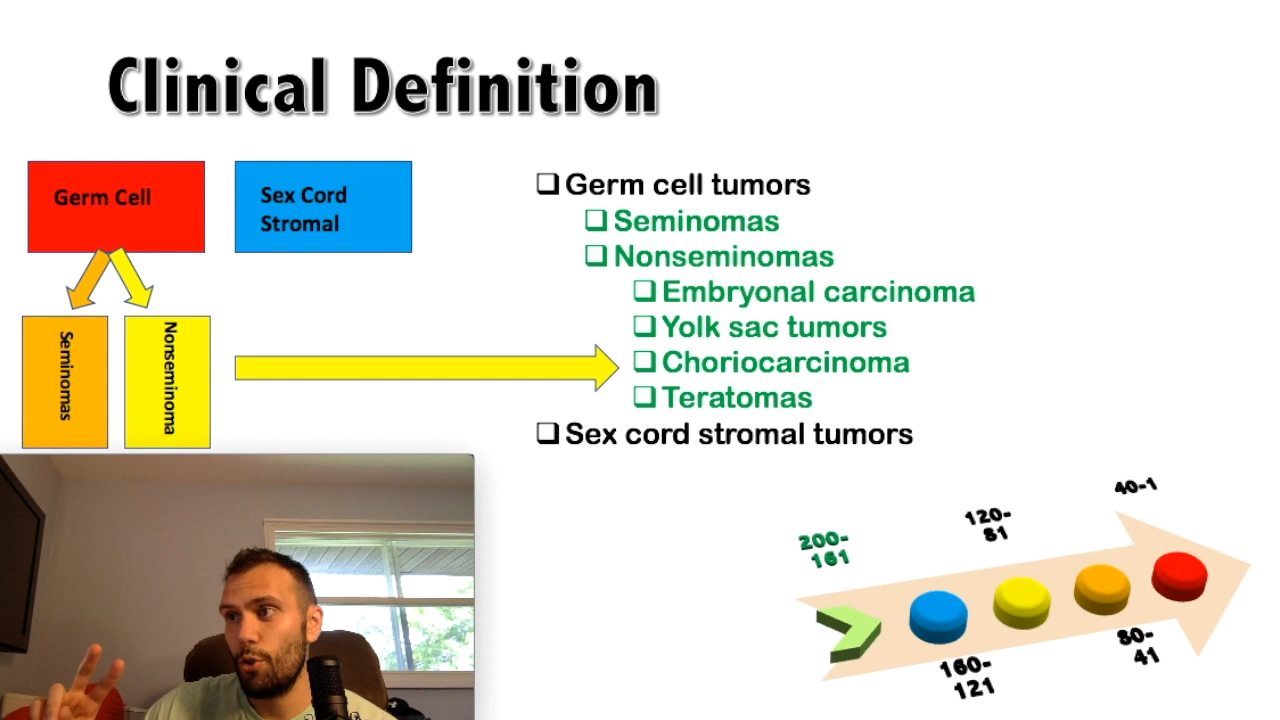 Clinical Definition
Germ Cell
Sex Cord
Stromal
Seminomas
Nonseminoma
❑ Germ cell tumors
❑ Seminomas
❑ Nonseminomas
❑ Embryonal carcinoma
❑ Yolk sac tumors
❑ Choriocarcinoma
❑ Teratomas
❑ Sex cord stromal tumors
200-
161
160-
121
120-
81
80-
41
40-1